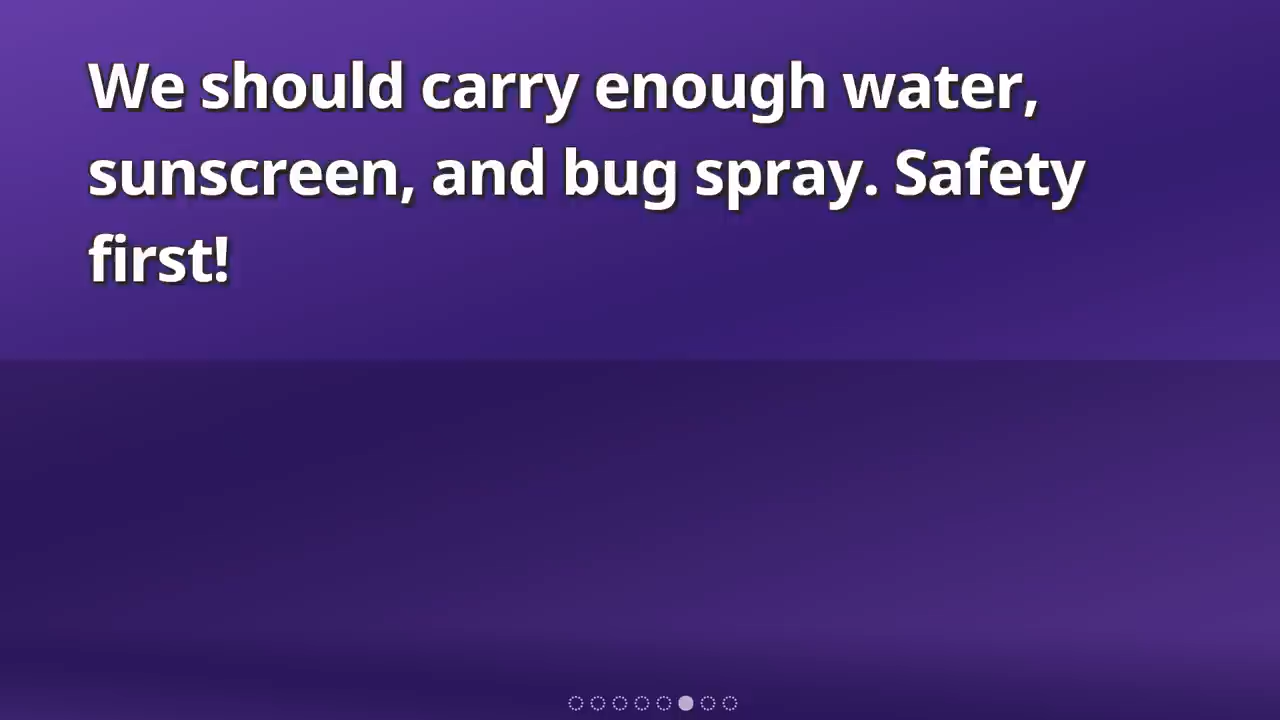 We should carry enough water,
sunscreen, and bug spray. Safety
first!